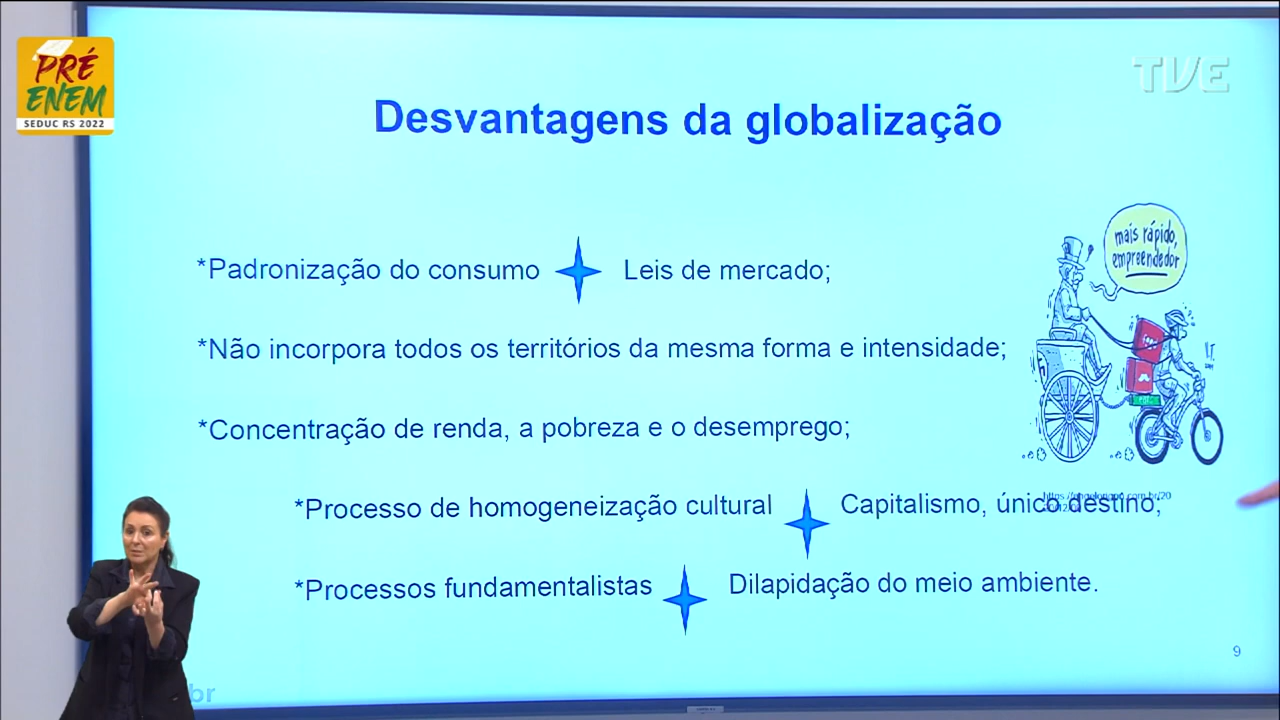 PRÉ
ENEM
SEDUC RS 2022
TVE
Desvantagens da globalização
mais rápido,
empreendedor
*Padronização do consumo Leis de mercado;
*Não incorpora todos os territórios da mesma forma e intensidade;
*Concentração de renda, a pobreza e o desemprego;
*Processo de homogeneização cultural Capitalismo, único destino;
*Processos fundamentalistas Dilapidação do meio ambiente.
9
br